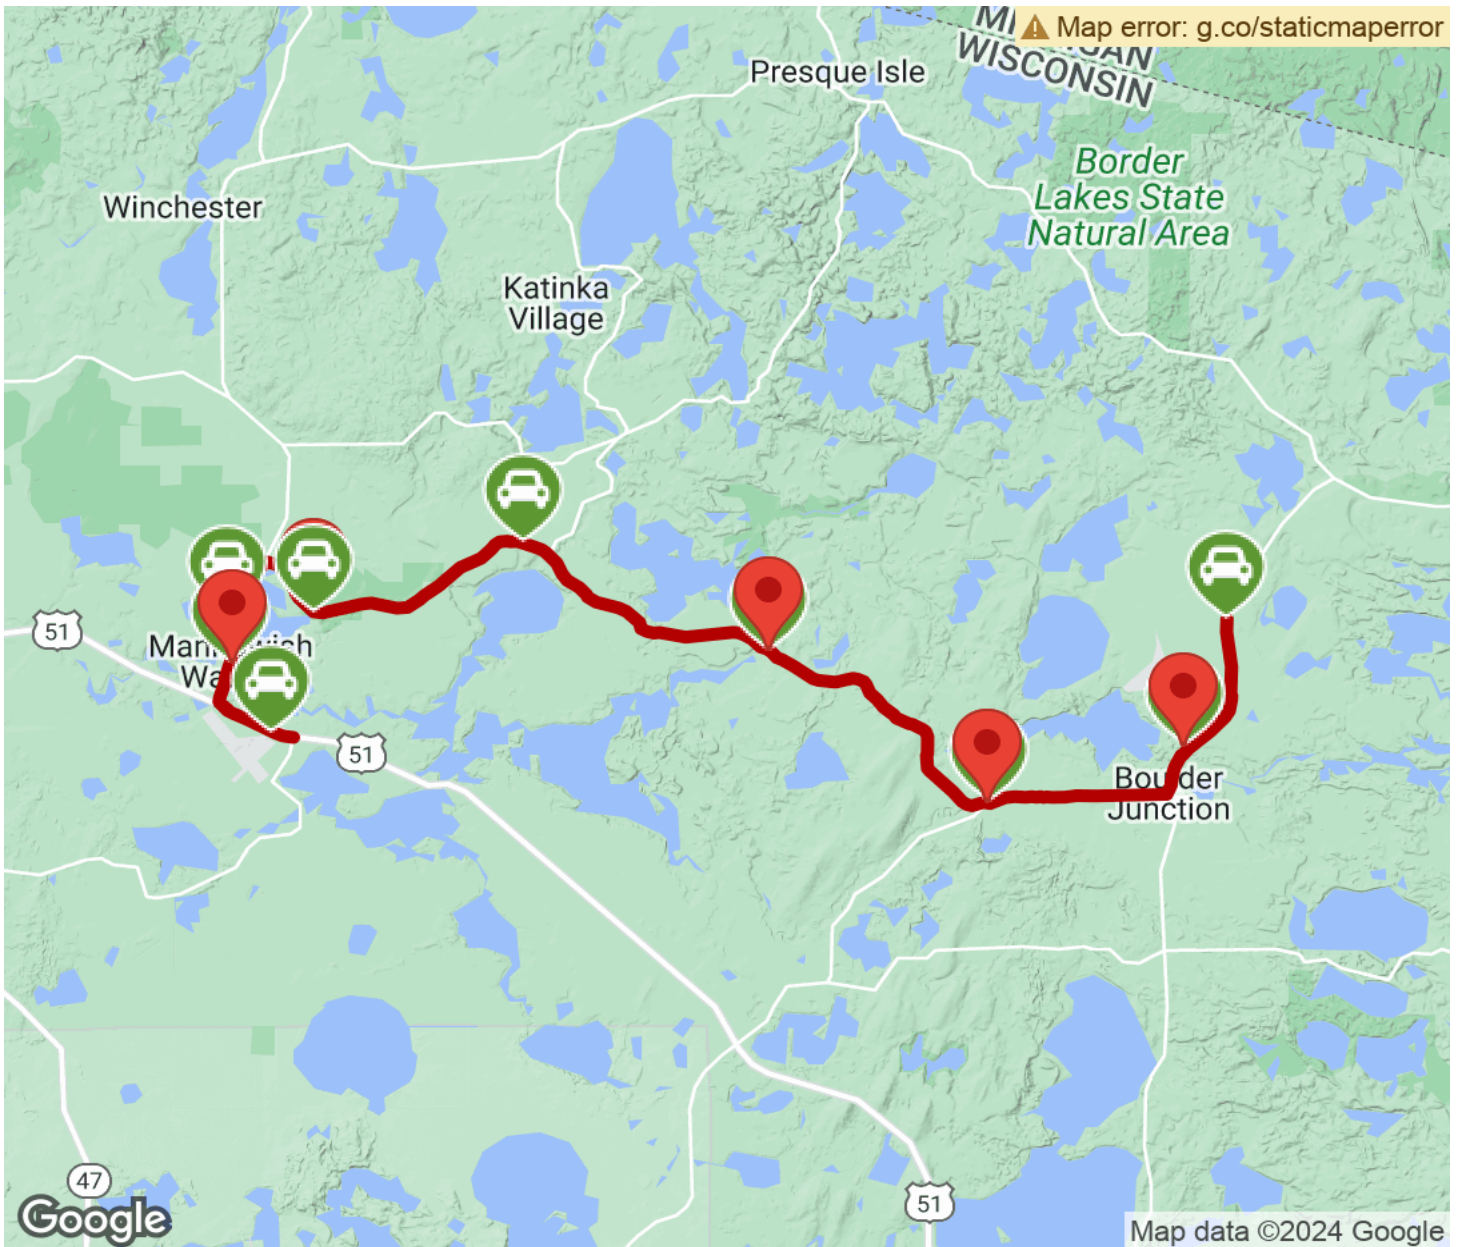 Map error: g.co/staticmaperror
WISCONSIN
Presque Isle
Border
Lakes State
Natural Area
Winchester
Katinka
Village
51
51
Boulder
Junction
47
51
Google
Map data ©2024 Google